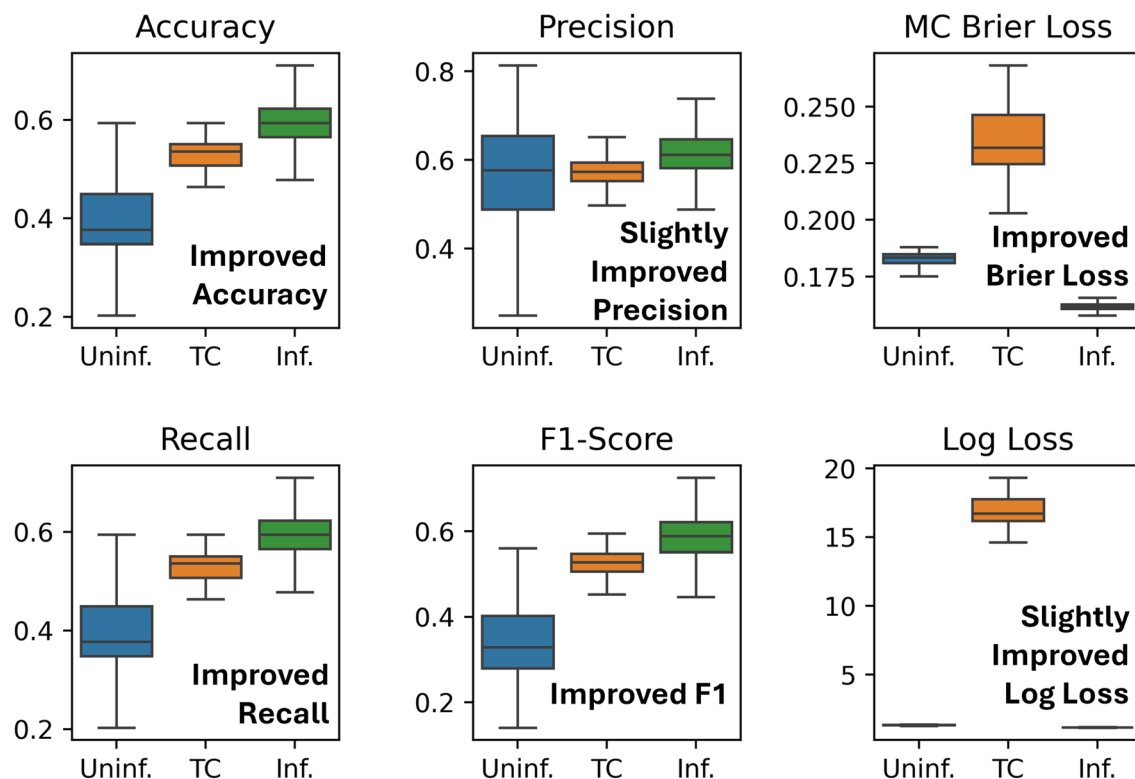 Accuracy
0.6
0.4
0.2
Improved
Accuracy
Uninf.
TC
Inf.
Precision
0.8
0.6
0.4
Slightly
Improved
Precision
Uninf.
TC
Inf.
MC Brier Loss
0.250
0.225
0.200
0.175
Improved
Brier Loss
Uninf.
TC
Inf.
Recall
0.6
0.4
0.2
Improved
Recall
Uninf.
TC
Inf.
F1-Score
0.6
0.4
0.2
Improved F1
Uninf.
TC
Inf.
Log Loss
20
15
10
5
Slightly
Improved
Log Loss
Uninf.
TC
Inf.